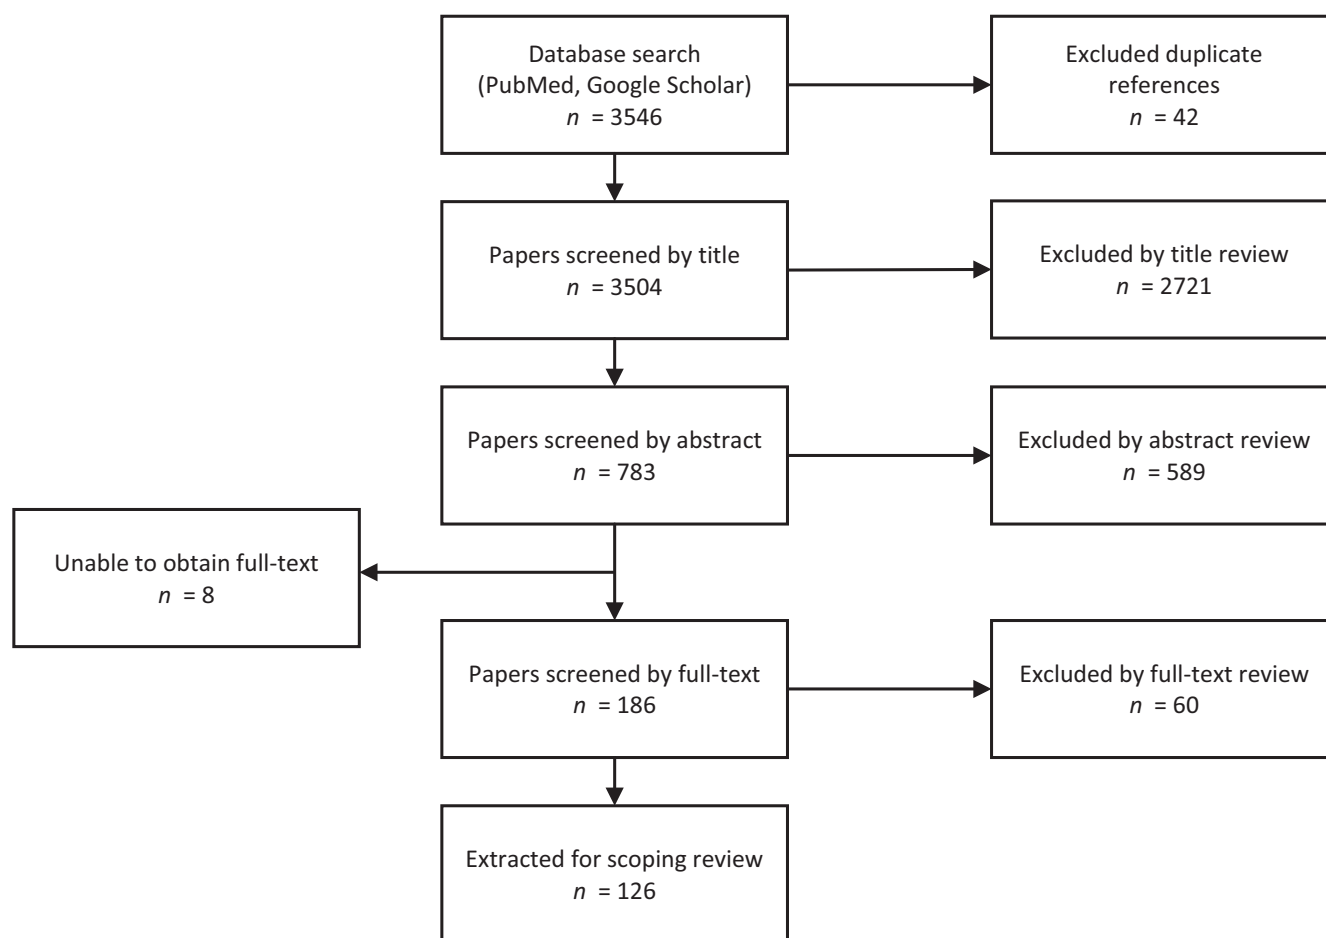 Database search
(PubMed, Google Scholar)
n = 3546
Excluded duplicate
references
n = 42
Papers screened by title
n = 3504
Excluded by title review
n = 2721
Papers screened by abstract
n = 783
Excluded by abstract review
n = 589
Unable to obtain full-text
n = 8
Papers screened by full-text
n = 186
Excluded by full-text review
n = 60
Extracted for scoping review
n = 126